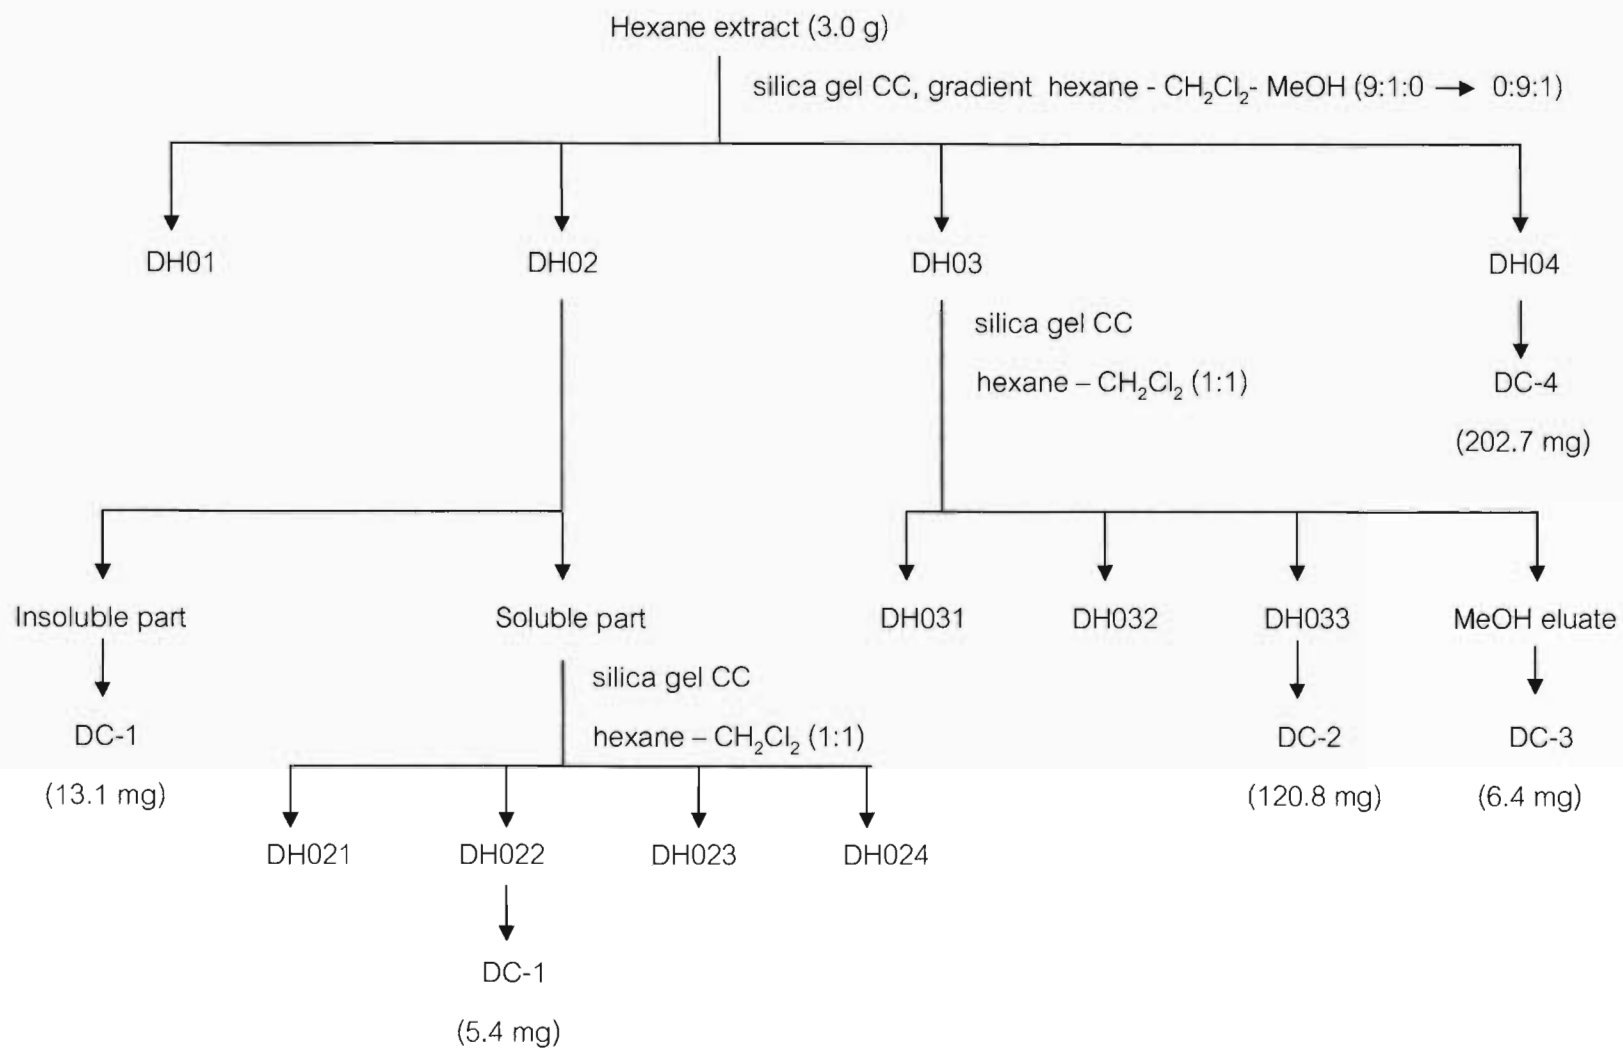 Hexane extract (3.0 g)
silica gel CC, gradient hexane - CH₂Cl₂- MeOH (9:1:0 → 0:9:1)
DH01
DH02
DH03
DH04
silica gel CC
hexane – CH₂Cl₂ (1:1)
DC-4
(202.7 mg)
Insoluble part
Soluble part
DH031
DH032
DH033
MeOH eluate
silica gel CC
hexane – CH₂Cl₂ (1:1)
DC-1
(13.1 mg)
DC-2
(120.8 mg)
DC-3
(6.4 mg)
DH021
DH022
DH023
DH024
DC-1
(5.4 mg)